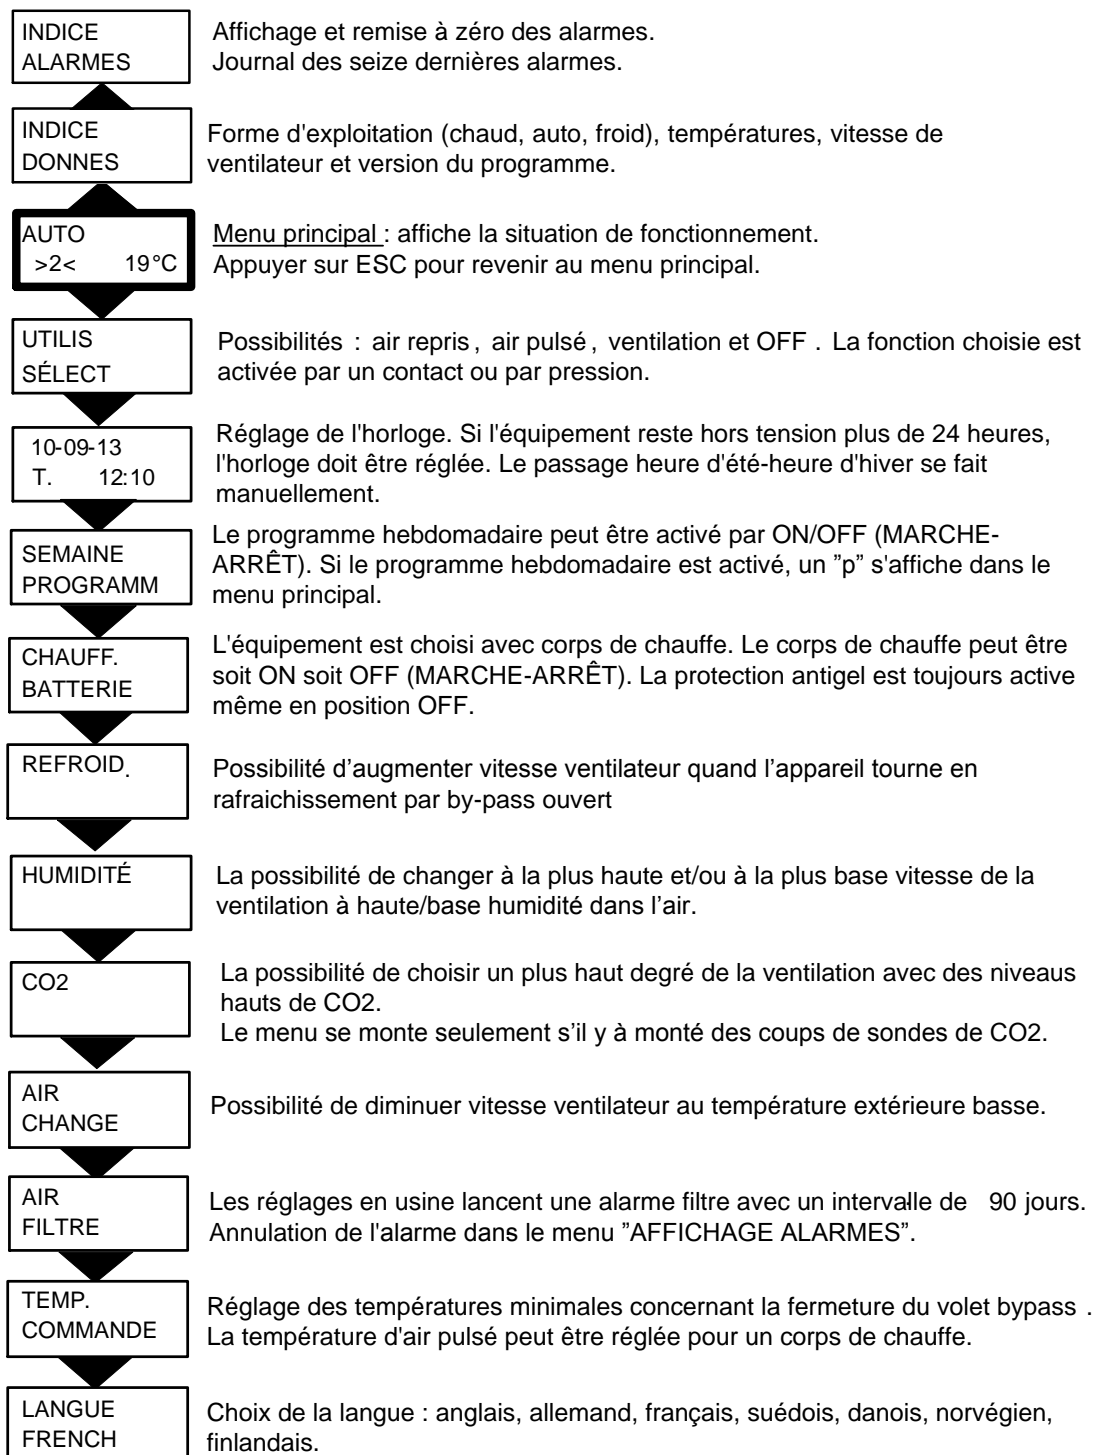 INDICE
ALARMES
Affichage et remise à zéro des alarmes.
Journal des seize dernières alarmes.
INDICE
DONNES
Forme d'exploitation (chaud, auto, froid), températures, vitesse de
ventilateur et version du programme.
AUTO
>2< 19°C
Menu principal : affiche la situation de fonctionnement.
Appuyer sur ESC pour revenir au menu principal.
UTILIS
SÉLECT
Possibilités : air repris , air pulsé , ventilation et OFF . La fonction choisie est
activée par un contact ou par pression.
10-09-13
T. 12:10
Réglage de l'horloge. Si l'équipement reste hors tension plus de 24 heures,
l'horloge doit être réglée. Le passage heure d'été-heure d'hiver se fait
manuellement.
SEMAINE
PROGRAMM
Le programme hebdomadaire peut être activé par ON/OFF (MARCHE-
ARRÊT). Si le programme hebdomadaire est activé, un ”p” s'affiche dans le
menu principal.
CHAUFF.
BATTERIE
L'équipement est choisi avec corps de chauffe. Le corps de chauffe peut être
soit ON soit OFF (MARCHE-ARRÊT). La protection antigel est toujours active
même en position OFF.
REFROID.
Possibilité d’augmenter vitesse ventilateur quand l’appareil tourne en
rafraichissement par by-pass ouvert
HUMIDITÉ
La possibilité de changer à la plus haute et/ou à la plus base vitesse de la
ventilation à haute/base humidité dans l’air.
CO2
La possibilité de choisir un plus haut degré de la ventilation avec des niveaus
hauts de CO2.
Le menu se monte seulement s’il y à monté des coups de sondes de CO2.
AIR
CHANGE
Possibilité de diminuer vitesse ventilateur au température extérieure basse.
AIR
FILTRE
Les réglages en usine lancent une alarme filtre avec un intervalle de 90 jours.
Annulation de l'alarme dans le menu ”AFFICHAGE ALARMES”.
TEMP.
COMMANDE
Réglage des températures minimales concernant la fermeture du volet bypass .
La température d'air pulsé peut être réglée pour un corps de chauffe.
LANGUE
FRENCH
Choix de la langue : anglais, allemand, français, suédois, danois, norvégien,
finlandais.